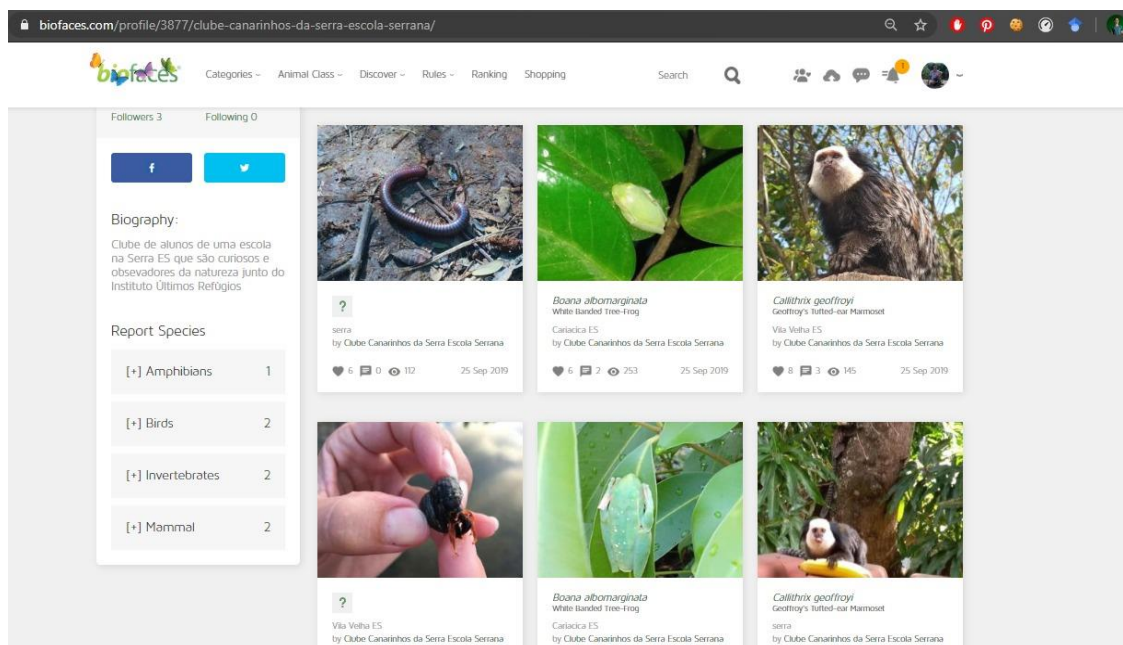 biofaces.com/profile/3877/clube-canarinhos-da-serra-escola-serrana/
biofaces
Categories – Animal Class – Discover – Rules – Ranking Shopping
Search
1
Followers 3 Following 0
f
Biography:
Clube de alunos de uma escola
na Serra ES que são curiosos e
obsevadores da natureza junto do
Instituto Últimos Refúgios
Report Species
[+] Amphibians 1
[+] Birds 2
[+] Invertebrates 2
[+] Mammal 2
?
serra
by Clube Canarinhos da Serra Escola Serrana
6 0 112 25 Sep 2019
Boana albomarginata
White Banded Tree-Frog
Cariacica ES
by Clube Canarinhos da Serra Escola Serrana
6 2 253 25 Sep 2019
Callithrix geoffroyi
Geoffroy's Tufted-ear Marmoset
Vila Velha ES
by Clube Canarinhos da Serra Escola Serrana
8 3 145 25 Sep 2019
?
Vila Velha ES
by Clube Canarinhos da Serra Escola Serrana
Boana albomarginata
White Banded Tree-Frog
Cariacica ES
by Clube Canarinhos da Serra Escola Serrana
Callithrix geoffroyi
Geoffroy's Tufted-ear Marmoset
serra
by Clube Canarinhos da Serra Escola Serrana